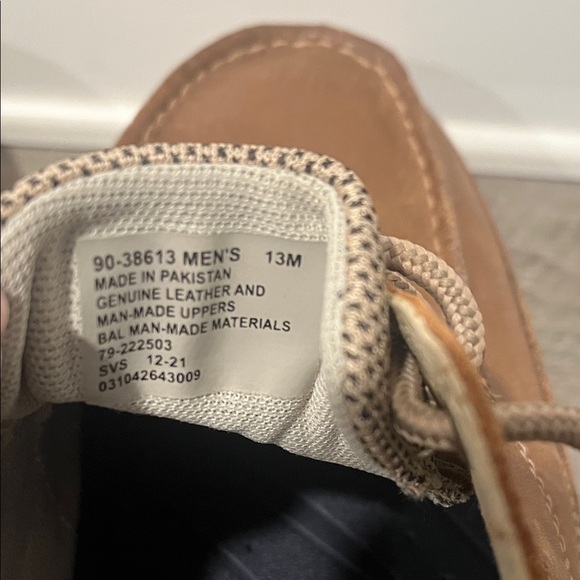 90-38613 MEN'S 13M
MADE IN PAKISTAN
GENUINE LEATHER AND
MAN-MADE UPPERS
BAL MAN-MADE MATERIALS
79-222503
SVS 12-21
031042643009